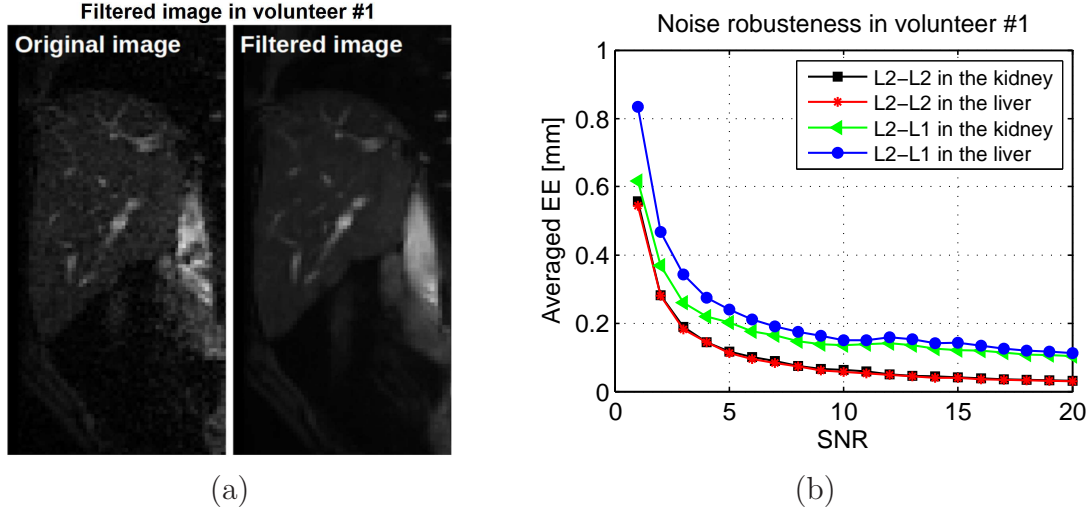 Filtered image in volunteer #1
Original image
Filtered image
(a)
Noise robusteness in volunteer #1
Averaged EE [mm]
1
0.8
0.6
0.4
0.2
0
0
5
10
15
20
SNR
L2−L2 in the kidney
L2−L2 in the liver
L2−L1 in the kidney
L2−L1 in the liver
(b)